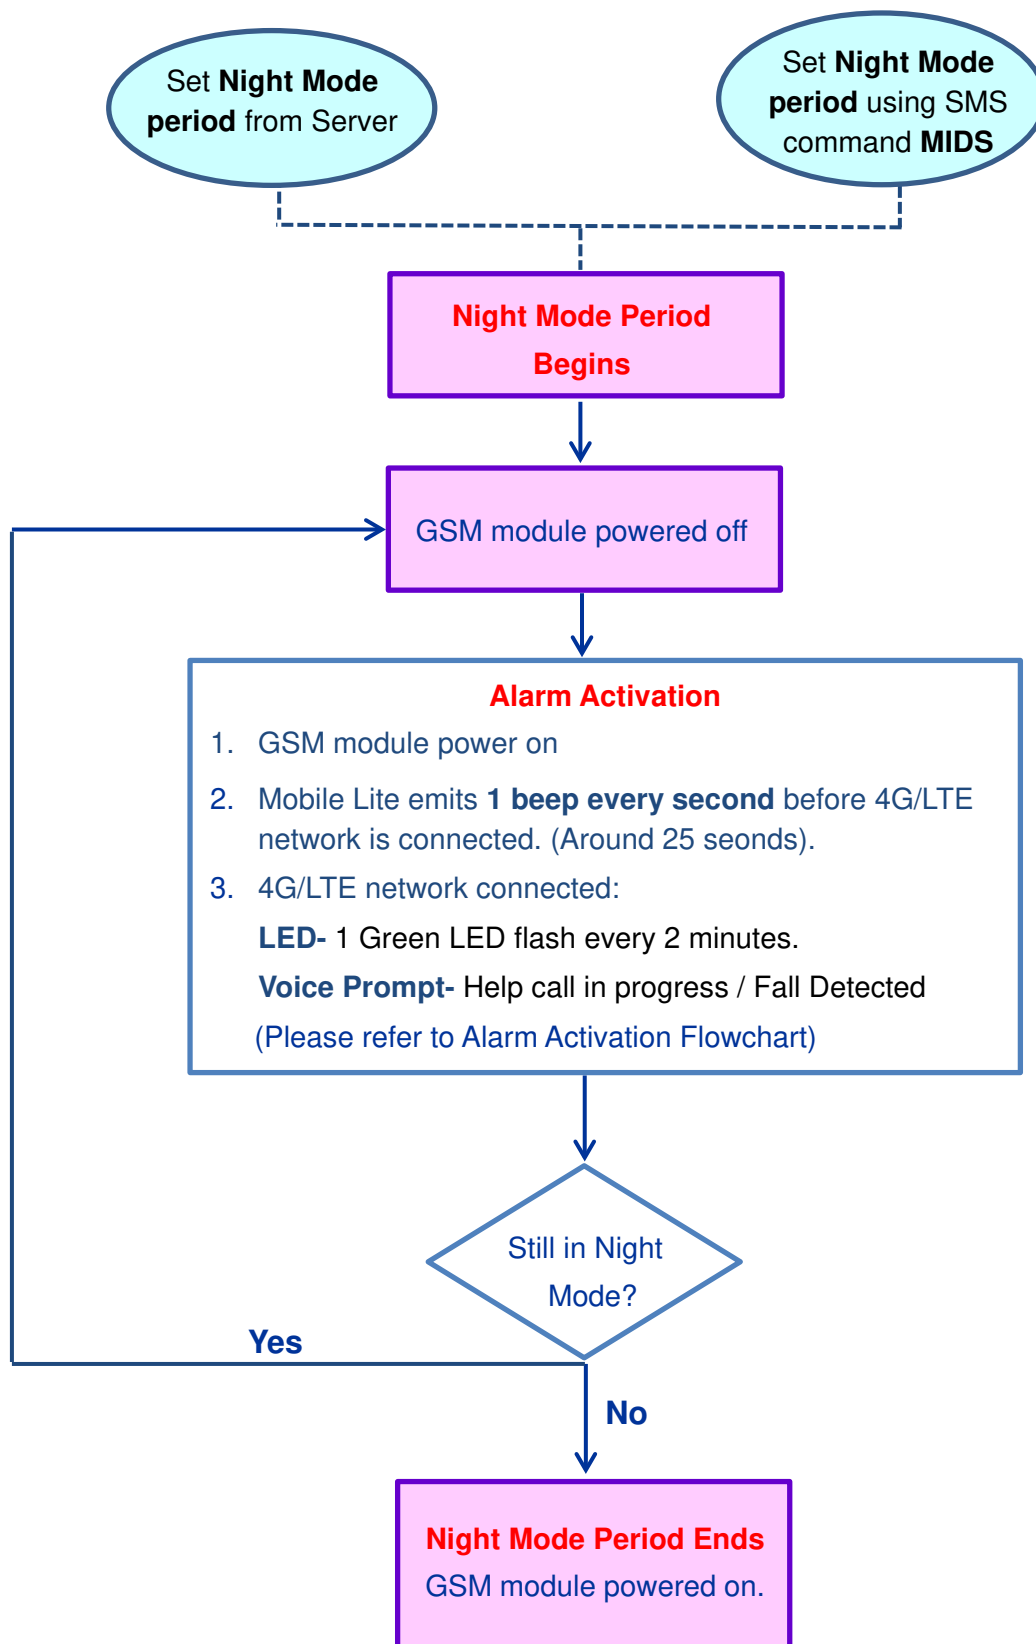 Set Night Mode
period from Server
Set Night Mode
period using SMS
command MIDS
Night Mode Period
Begins
GSM module powered off
Alarm Activation
1. GSM module power on
2. Mobile Lite emits 1 beep every second before 4G/LTE
network is connected. (Around 25 seonds).
3. 4G/LTE network connected:
LED- 1 Green LED flash every 2 minutes.
Voice Prompt- Help call in progress / Fall Detected
(Please refer to Alarm Activation Flowchart)
Still in Night
Mode?
Yes
No
Night Mode Period Ends
GSM module powered on.